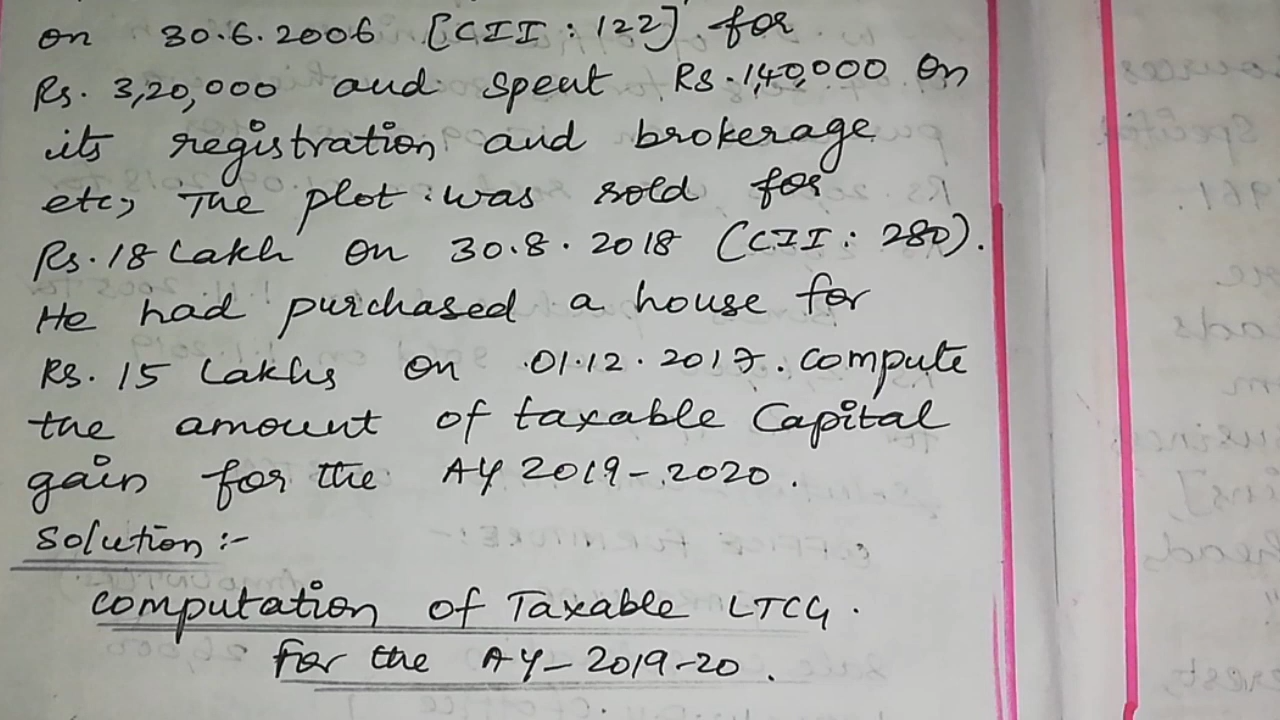 on 30.6.2006 [CII : 122] for
Rs. 3,20,000 and spent Rs.1,40,000 on
its registration and brokerage
etc, The plot was sold for
Rs.18 Lakh on 30.8.2018 (CII: 280).
He had purchased a house for
Rs. 15 Lakhs on 01.12.2017. compute
the amount of taxable Capital
gain for the AY 2019-2020.
Solution :-
computation of Taxable LTCG.
for the AY-2019-20.